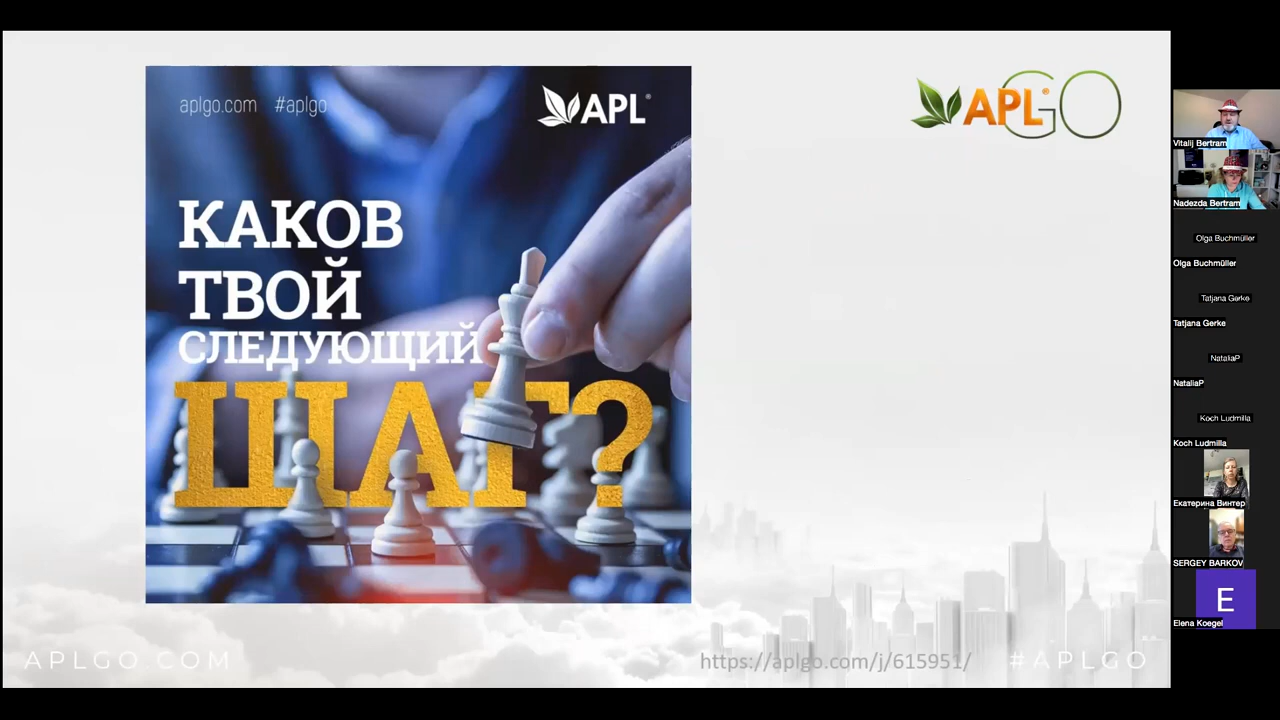 aplgo.com #aplgo
APL®
КАКОВ
ТВОЙ
СЛЕДУЮЩИЙ
ШАГ?
APL®GO
APLGO.COM
https://aplgo.com/j/615951/
#APLGO
Vitalij Bertram
Nadezda Bertram
Olga Buchmüller
Olga Buchmüller
Tatjana Gerke
Tatjana Gerke
NataliaP
NataliaP
Koch Ludmilla
Koch Ludmilla
Екатерина Винтер
SERGEY BARKOV
E
Elena Koegel